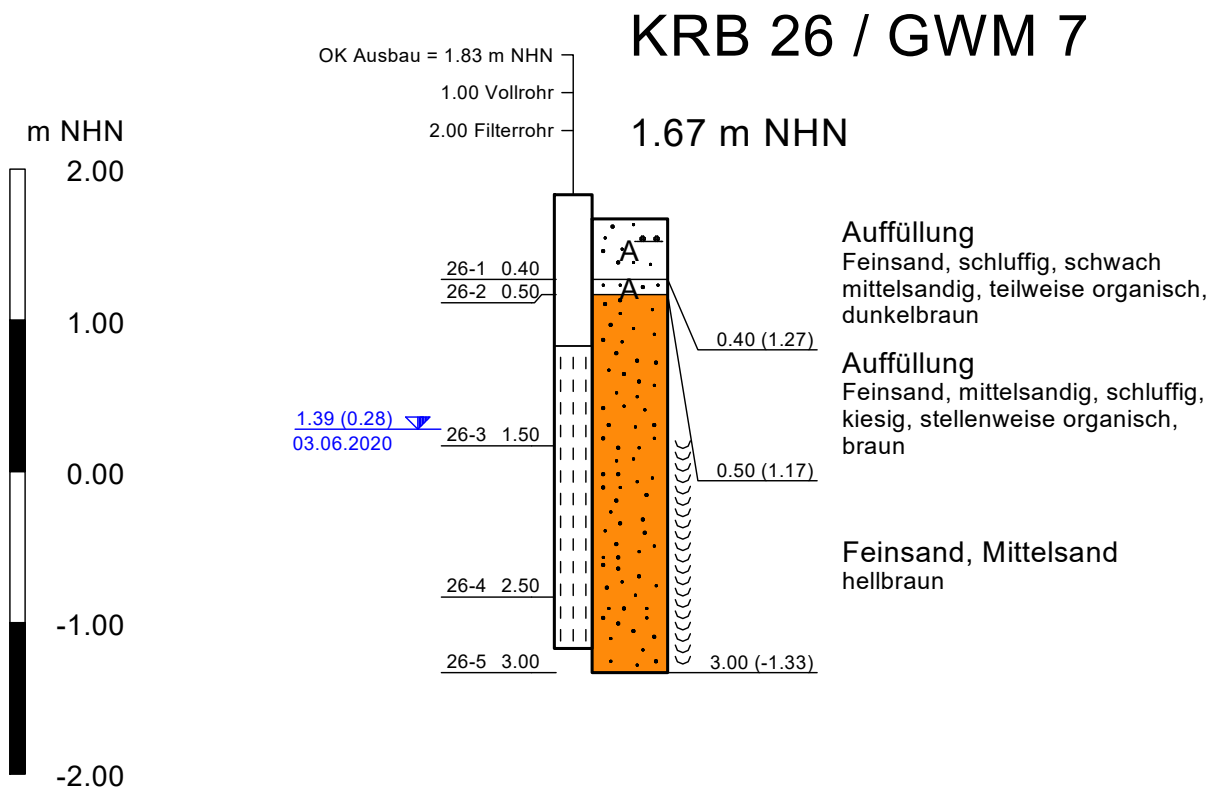 KRB 26 / GWM 7
OK Ausbau = 1.83 m NHN
1.00 Vollrohr
2.00 Filterrohr
1.67 m NHN
m NHN
2.00
1.00
0.00
-1.00
-2.00
26-1 0.40
26-2 0.50
1.39 (0.28)
03.06.2020
26-3 1.50
26-4 2.50
26-5 3.00
A
A
0.40 (1.27)
0.50 (1.17)
3.00 (-1.33)
Auffüllung
Feinsand, schluffig, schwach
mittelsandig, teilweise organisch,
dunkelbraun
Auffüllung
Feinsand, mittelsandig, schluffig,
kiesig, stellenweise organisch,
braun
Feinsand, Mittelsand
hellbraun